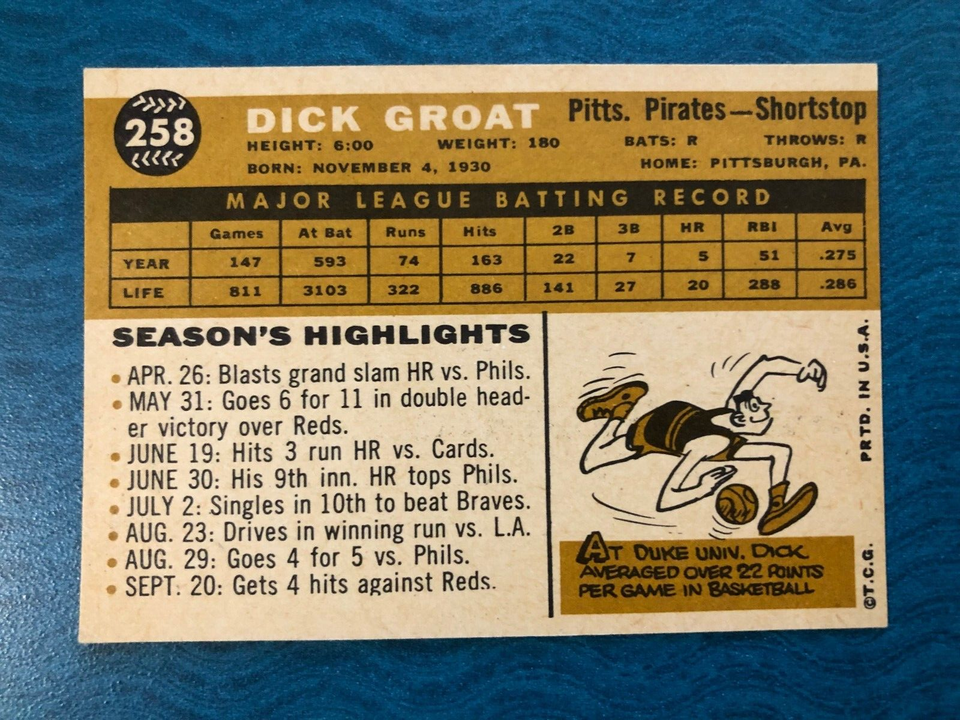 258
DICK GROAT
Pitts. Pirates—Shortstop
HEIGHT: 6:00 WEIGHT: 180 BATS: R THROWS: R
BORN: NOVEMBER 4, 1930 HOME: PITTSBURGH, PA.
MAJOR LEAGUE BATTING RECORD
Games At Bat Runs Hits 2B 3B HR RBI Avg
YEAR 147 593 74 163 22 7 5 51 .275
LIFE 811 3103 322 886 141 27 20 288 .286
SEASON'S HIGHLIGHTS
• APR. 26: Blasts grand slam HR vs. Phils.
• MAY 31: Goes 6 for 11 in double head-
er victory over Reds.
• JUNE 19: Hits 3 run HR vs. Cards.
• JUNE 30: His 9th inn. HR tops Phils.
• JULY 2: Singles in 10th to beat Braves.
• AUG. 23: Drives in winning run vs. L.A.
• AUG. 29: Goes 4 for 5 vs. Phils.
• SEPT. 20: Gets 4 hits against Reds.
AT DUKE UNIV. DICK
AVERAGED OVER 22 POINTS
PER GAME IN BASKETBALL
PRTD. IN U.S.A.
©T.C.G.